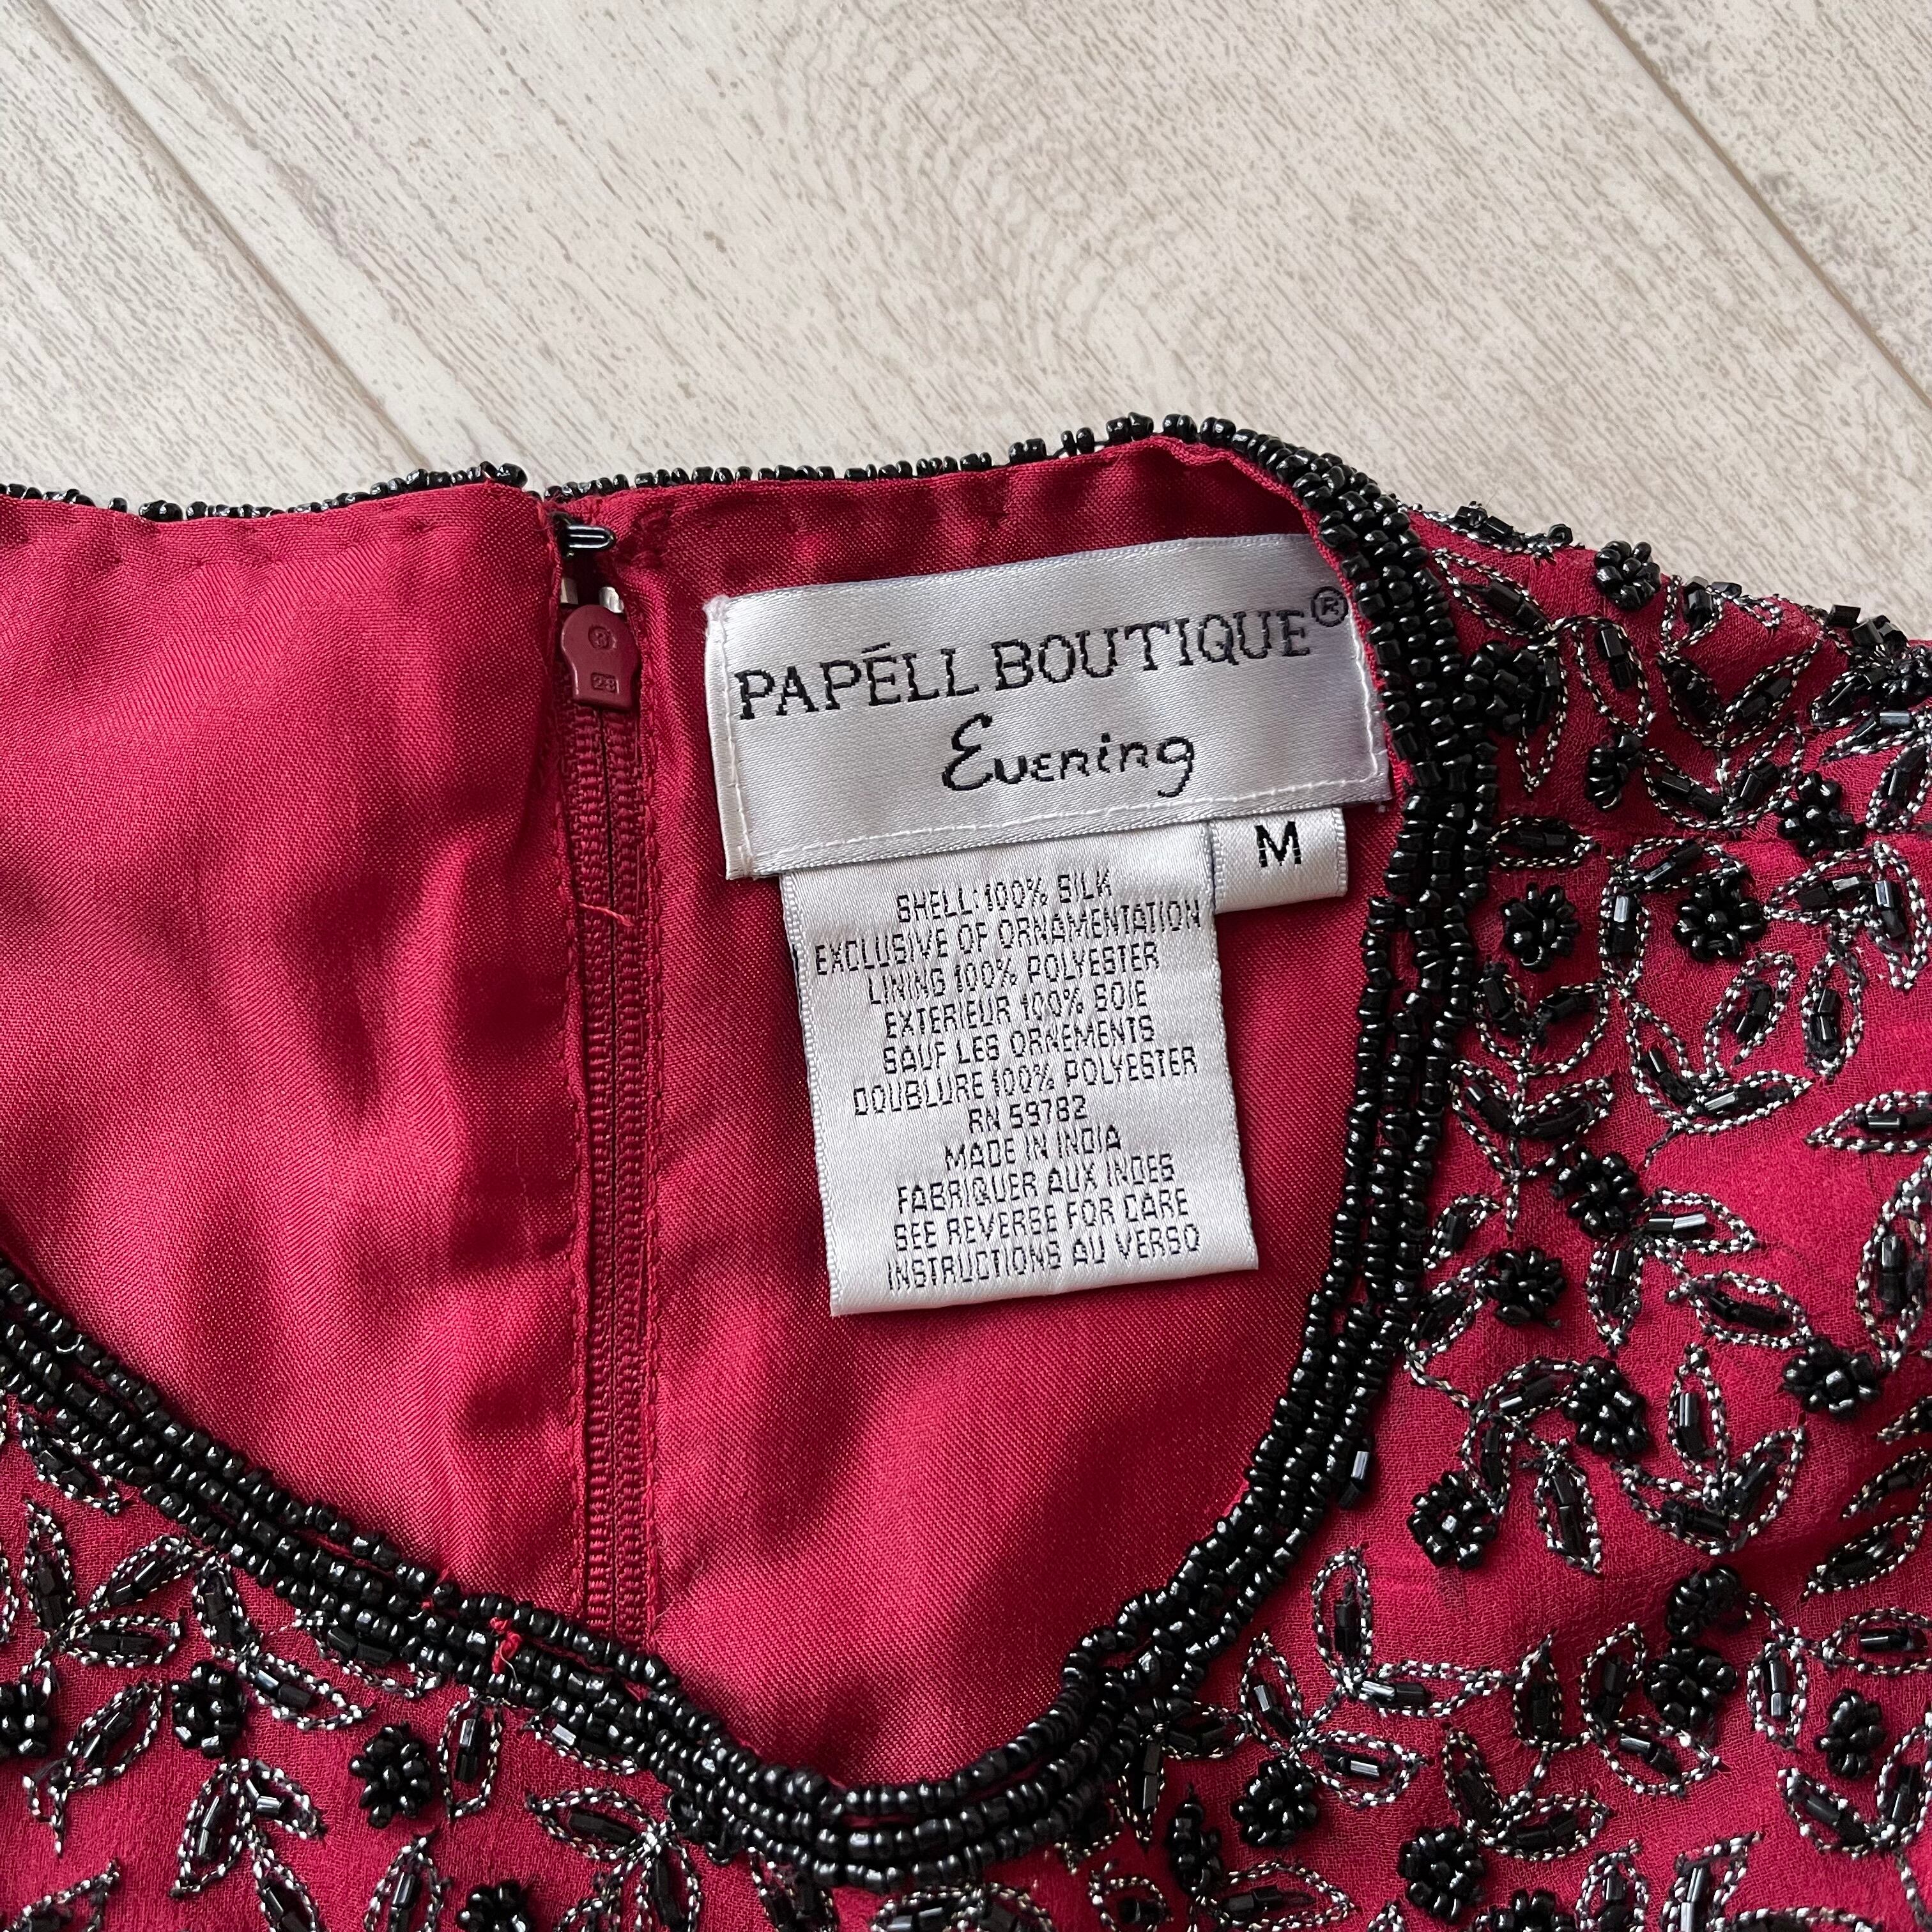 PAPÉLL BOUTIQUE®
Evening
M
SHELL: 100% SILK
EXCLUSIVE OF ORNAMENTATION
LINING 100% POLYESTER
EXTERIEUR 100% SOIE
SAUF LES ORNEMENTS
DOUBLURE 100% POLYESTER
RN 59782
MADE IN INDIA
FABRIQUER AUX INDES
SEE REVERSE FOR CARE
INSTRUCTIONS AU VERSO